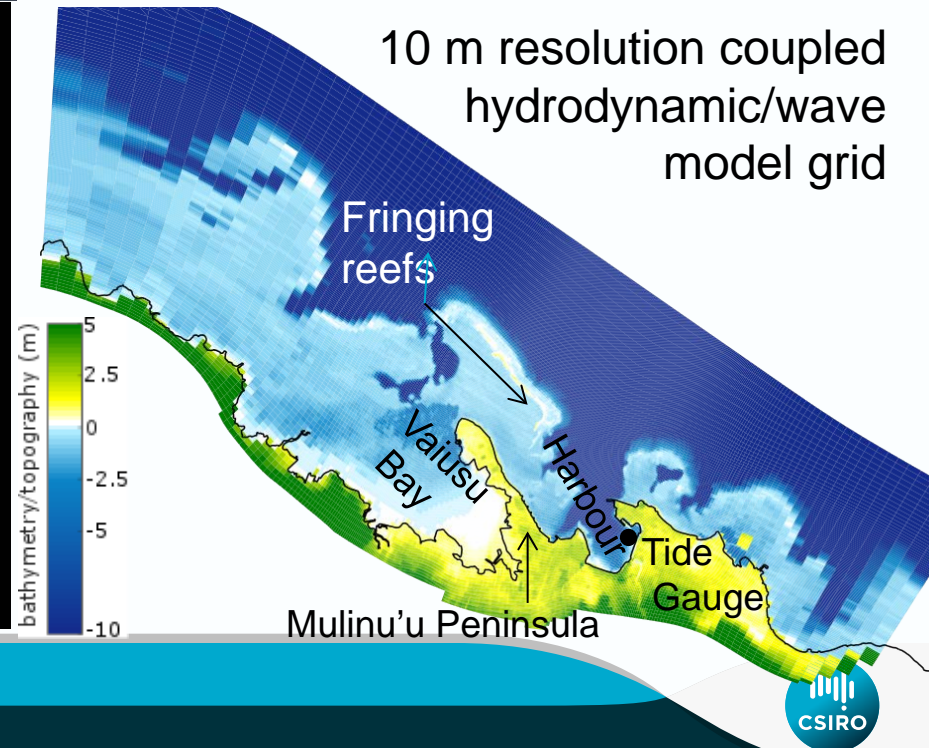 10 m resolution coupled
hydrodynamic/wave
model grid
Fringing
reefs
bathymetry/topography (m)
5
2.5
0
-2.5
-5
-10
Vaiusu
Bay
Harbour
Tide
Gauge
Mulinu'u Peninsula
CSIRO